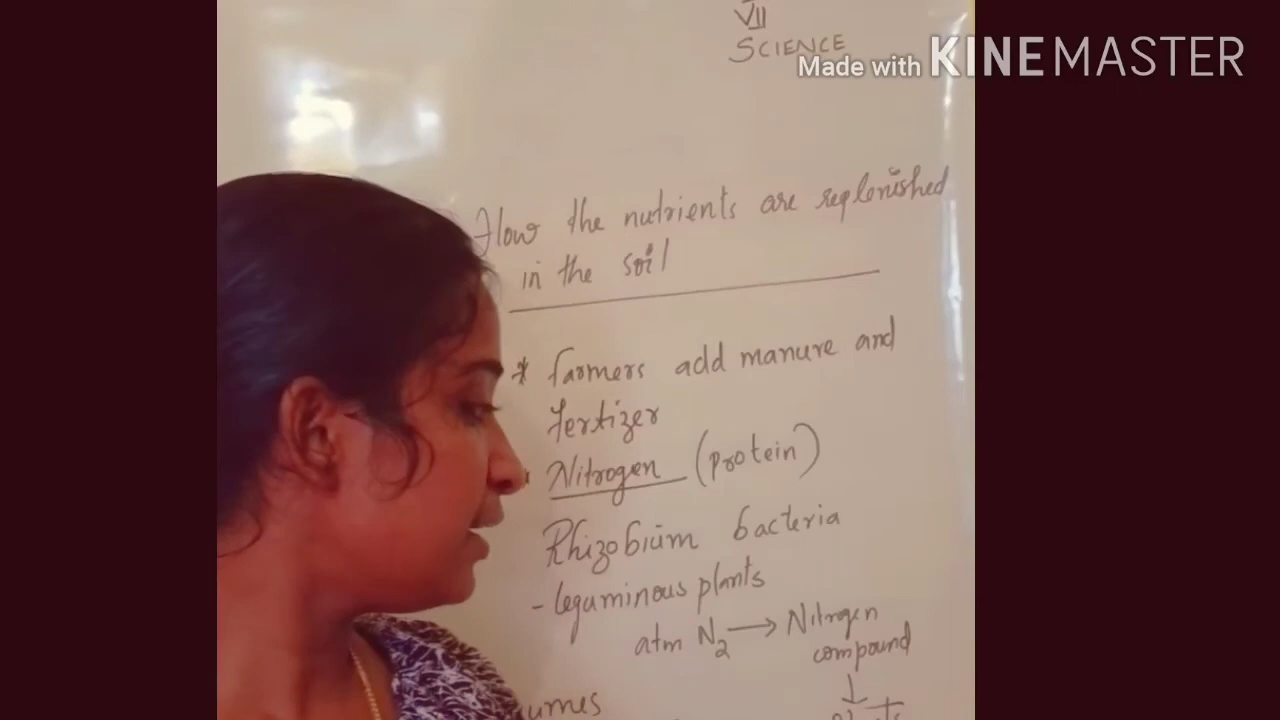 VII
SCIENCE
Made with KINEMASTER
How the nutrients are replenished
in the soil
* farmers add manure and
fertizer
Nitrogen (protein)
Rhizobium bacteria
- leguminous plants
atm N2 → Nitrogen
compound
↓